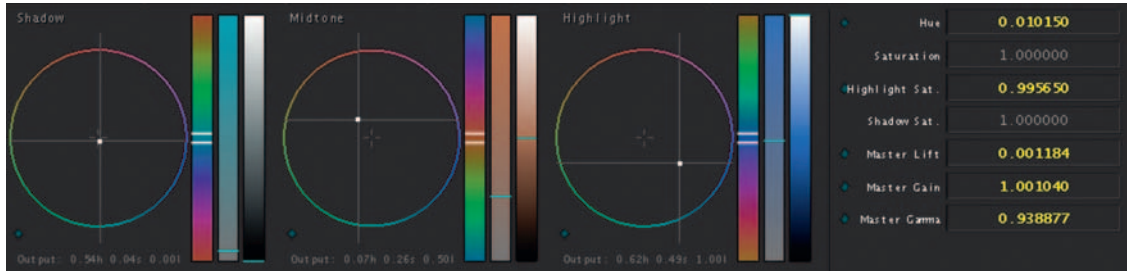 Shadow
Midtone
Highlight
Hue 0.010150
Saturation 1.000000
Highlight Sat. 0.995650
Shadow Sat. 1.000000
Master Lift 0.001184
Master Gain 1.001040
Master Gamma 0.938877
Output: 0.54h 0.04s 0.00l
Output: 0.07h 0.26s 0.50l
Output: 0.62h 0.49s 1.00l